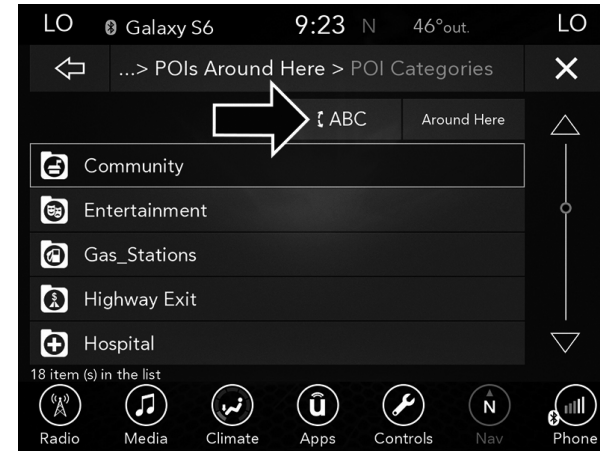 LO Galaxy S6 9:23 N 46°out. LO
...> POIs Around Here > POI Categories
ABC Around Here
Community
Entertainment
Gas_Stations
Highway Exit
Hospital
18 item (s) in the list
ū N
Radio Media Climate Apps Controls Nav Phone